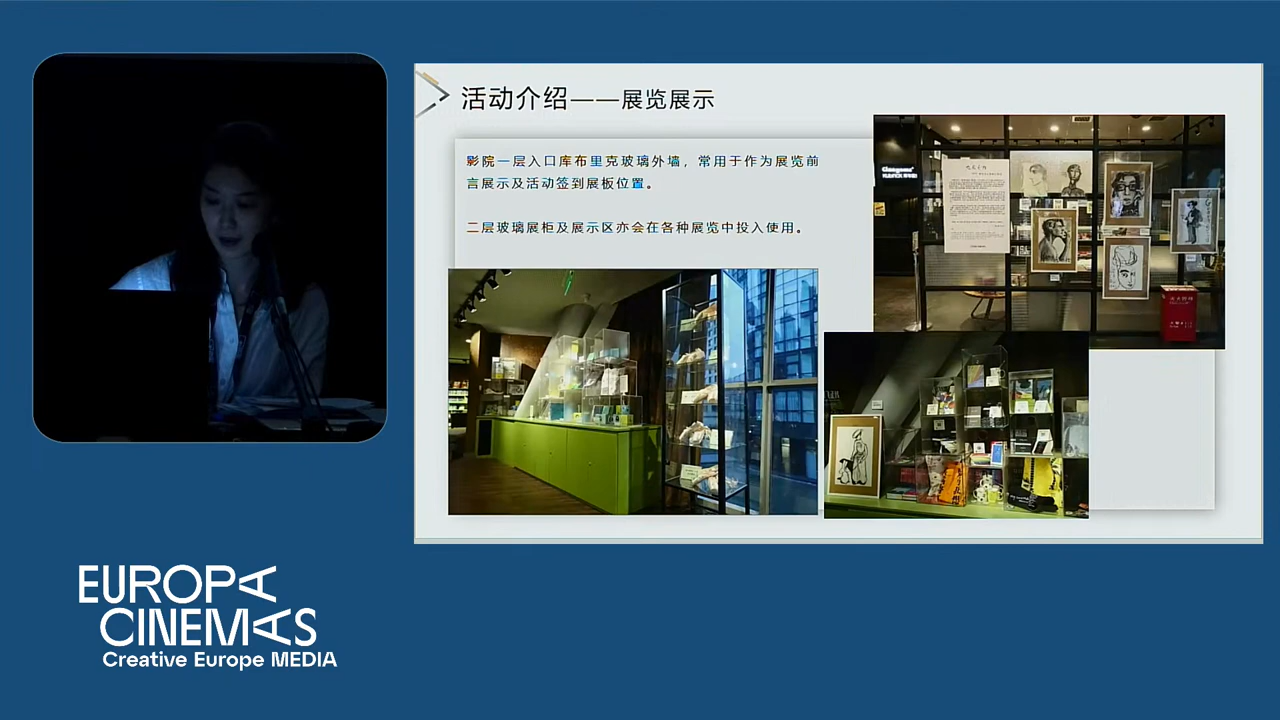 活动介绍——展览展示
影院一层入口库布里克玻璃外墙，常用于作为展览前
言展示及活动签到展板位置。
二层玻璃展柜及展示区亦会在各种展览中投入使用。
EUROPA
CINEMAS
Creative Europe MEDIA